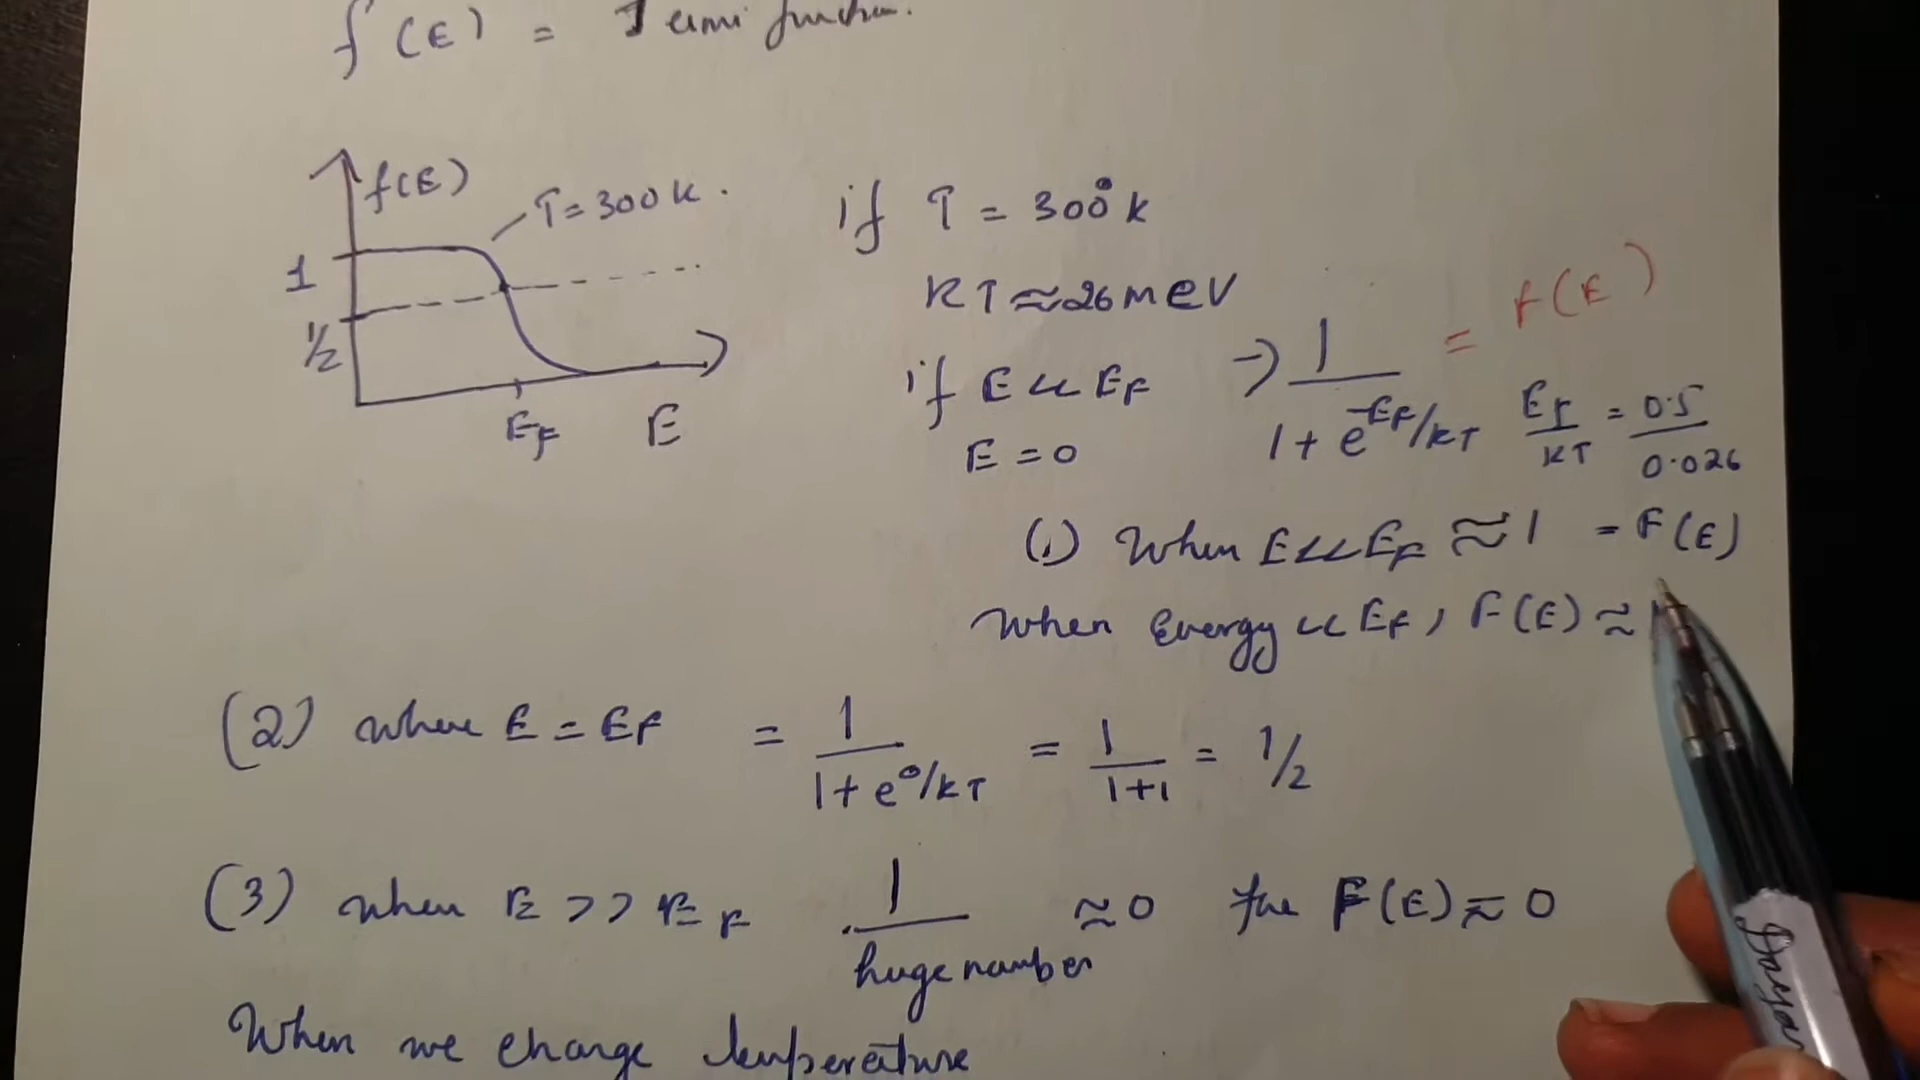 f(E) = Fermi function.
f(E)
T = 300 K.
1
1/2
EF
E
if T = 300°k
KT ≈ 26 meV
if E << EF → 1 / 1 + e^-EF/kT = f(E)
E = 0
EF / KT = 0.5 / 0.026
(1) When E << EF ≈ 1 = F(E)
When Energy << EF, F(E) ≈
(2) where E = EF = 1 / 1 + e^0/kT = 1 / 1+1 = 1/2
(3) when E >> EF 1 / huge number ≈ 0 the F(E) ≈ 0
When we change temperature